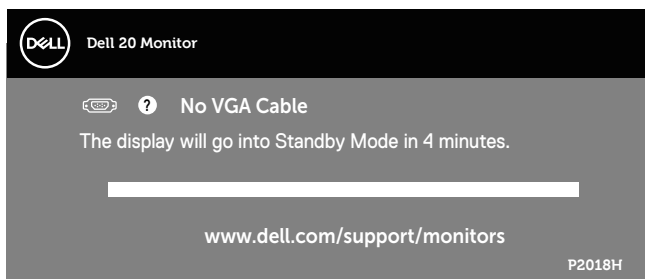 DELL
Dell 20 Monitor
? No VGA Cable
The display will go into Standby Mode in 4 minutes.
www.dell.com/support/monitors
P2018H